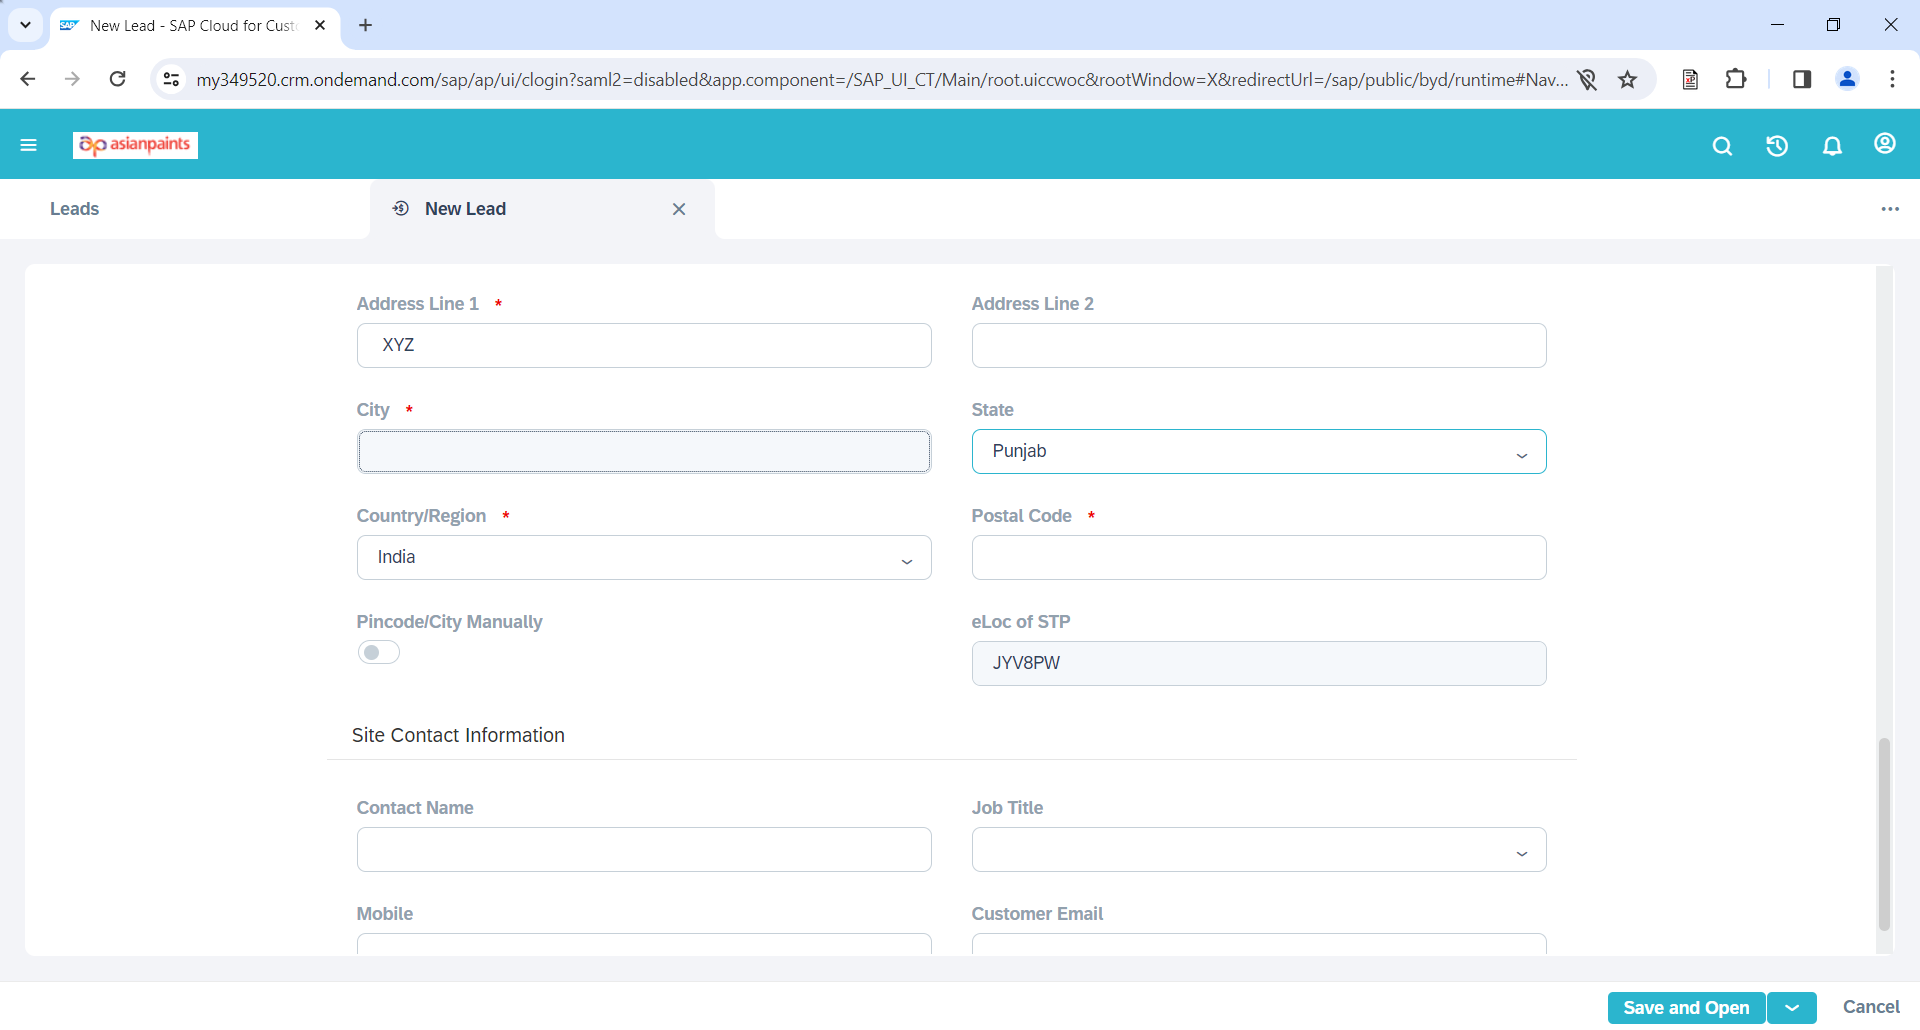 New Lead - SAP Cloud for Cust
my349520.crm.ondemand.com/sap/ap/ui/clogin?saml2=disabled&app.component=/SAP_UI_CT/Main/root.uiccwoc&rootWindow=X&redirectUrl=/sap/public/byd/runtime#Nav...
ap asianpaints
Leads
New Lead
Address Line 1 *
Address Line 2
XYZ
City *
State
Punjab
Country/Region *
Postal Code *
India
Pincode/City Manually
eLoc of STP
JYV8PW
Site Contact Information
Contact Name
Job Title
Mobile
Customer Email
Save and Open
Cancel